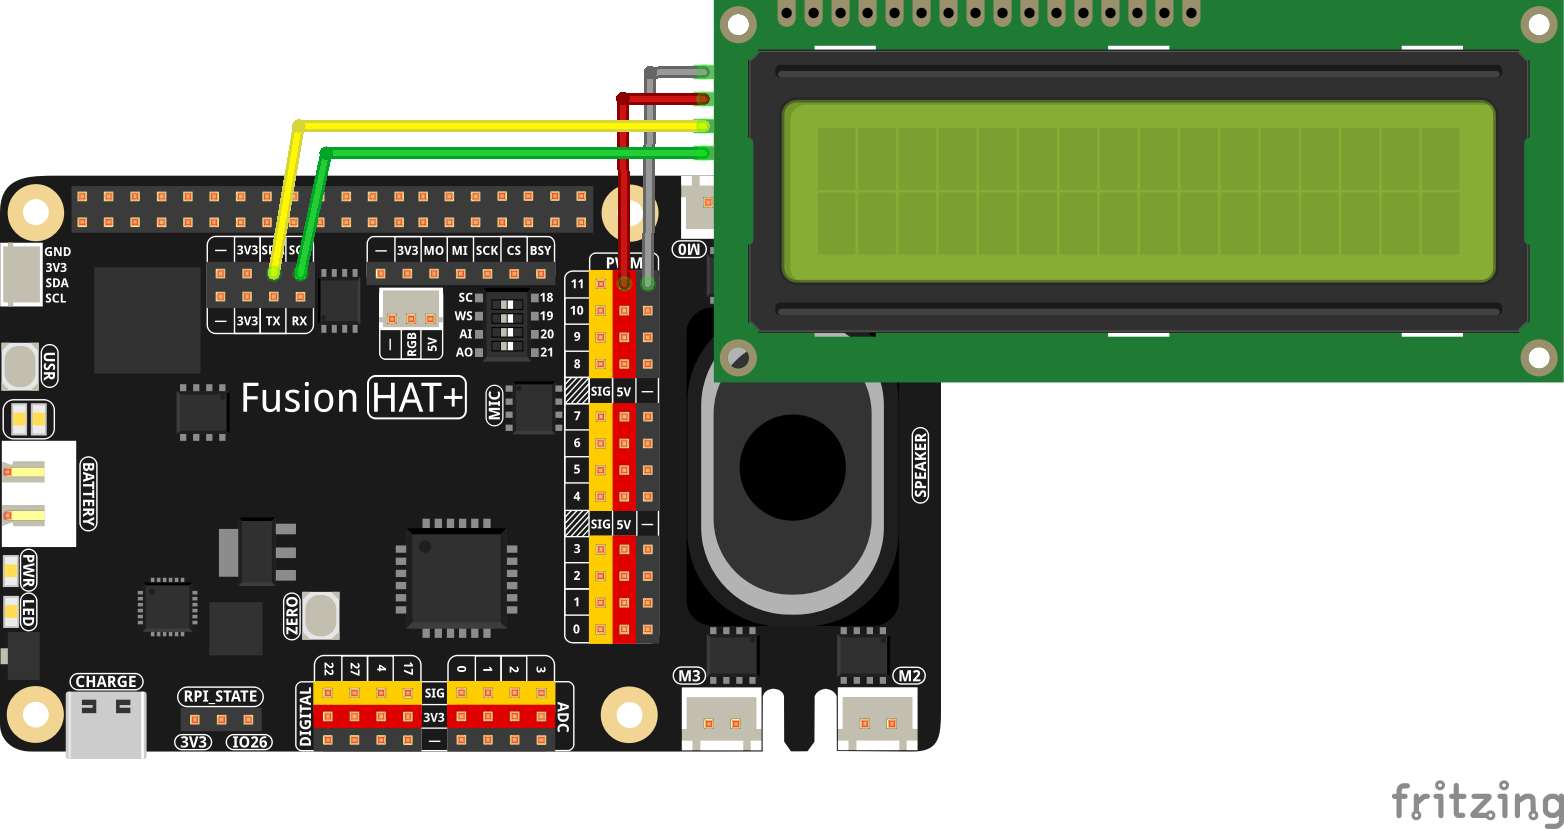 GND
3V3
SDA
SCL
— 3V3
— 3V3 TX RX
— 3V3 MO MI SCK CS BSY
— RGB 5V
SC 18
WS 19
AI 20
AO 21
USR
Fusion HAT+
MIC
BATTERY
PWR
LED
CHARGE
ZERO
RPI_STATE
3V3 IO26
11
10
9
8
SIG 5V —
7
6
5
4
SIG 5V —
3
2
1
0
M0
SPEAKER
M3
M2
DIGITAL
22 27 4 17
SIG
3V3
—
0 1 2 3
ADC
fritzing